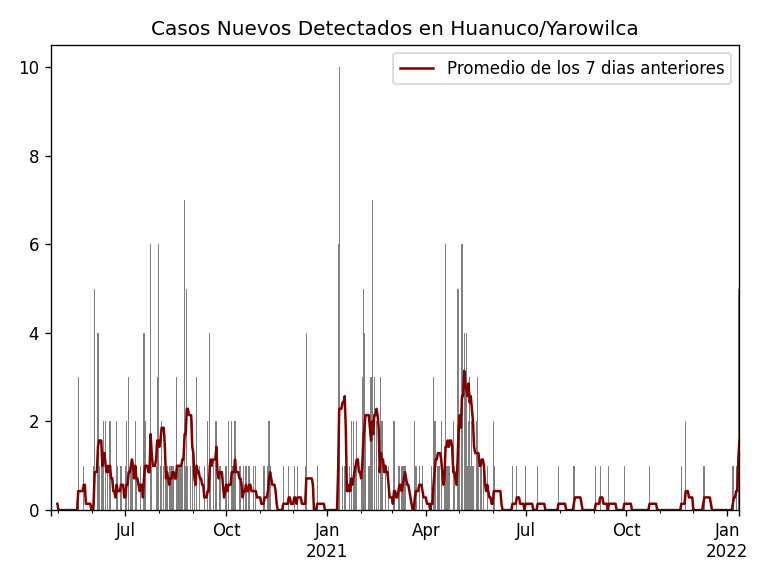 Casos Nuevos Detectados en Huanuco/Yarowilca
Promedio de los 7 dias anteriores
10
8
6
4
2
0
Jul
Oct
Jan
2021
Apr
Jul
Oct
Jan
2022